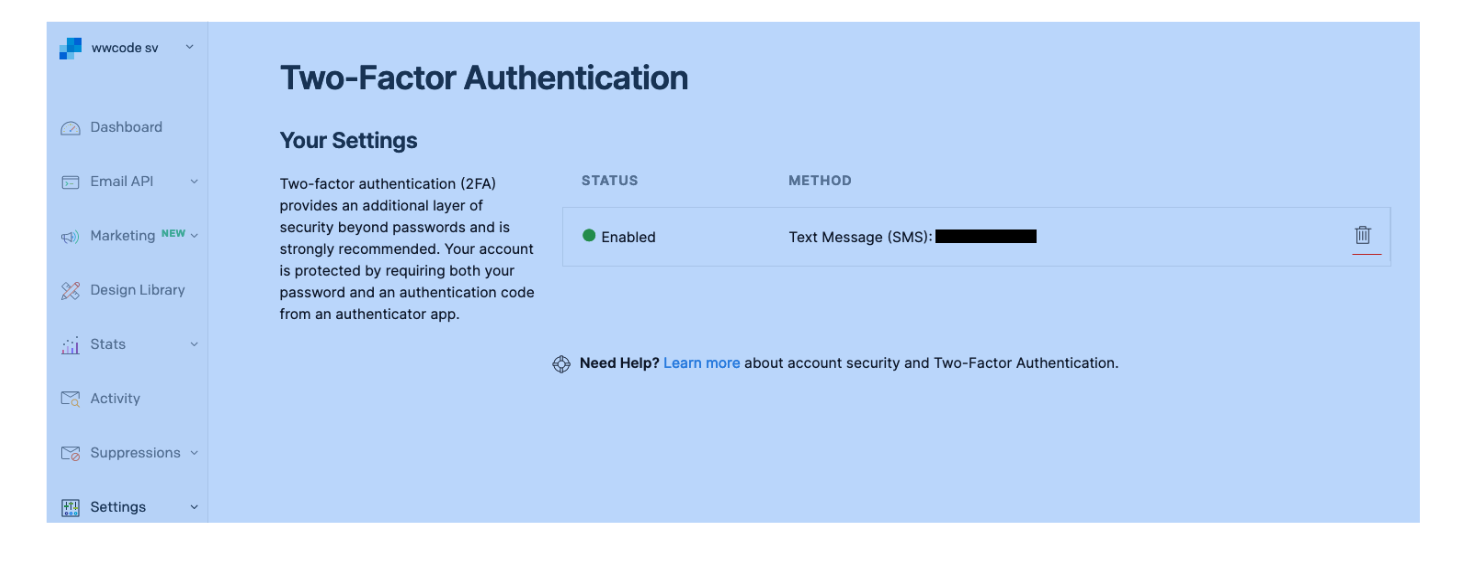 wwcode sv
Dashboard
Email API
Marketing NEW
Design Library
Stats
Activity
Suppressions
Settings
Two-Factor Authentication
Your Settings
Two-factor authentication (2FA)
provides an additional layer of
security beyond passwords and is
strongly recommended. Your account
is protected by requiring both your
password and an authentication code
from an authenticator app.
STATUS METHOD
Enabled Text Message (SMS):
Need Help? Learn more about account security and Two-Factor Authentication.